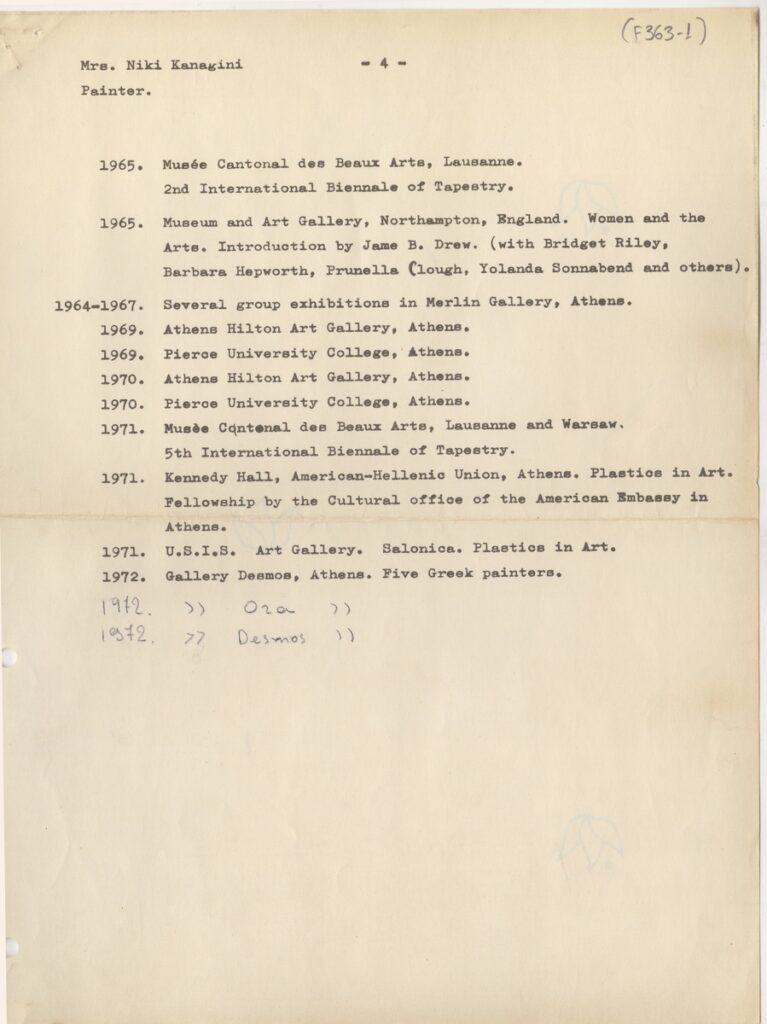 (F363-1)
Mrs. Niki Kanagini - 4 -
Painter.
1965. Musée Cantonal des Beaux Arts, Lausanne.
2nd International Biennale of Tapestry.
1965. Museum and Art Gallery, Northampton, England. Women and the
Arts. Introduction by Jame B. Drew. (with Bridget Riley,
Barbara Hepworth, Prunella Clough, Yolanda Sonnabend and others).
1964-1967. Several group exhibitions in Merlin Gallery, Athens.
1969. Athens Hilton Art Gallery, Athens.
1969. Pierce University College, Athens.
1970. Athens Hilton Art Gallery, Athens.
1970. Pierce University College, Athens.
1971. Musèe Cantonal des Beaux Arts, Lausanne and Warsaw.
5th International Biennale of Tapestry.
1971. Kennedy Hall, American-Hellenic Union, Athens. Plastics in Art.
Fellowship by the Cultural office of the American Embassy in
Athens.
1971. U.S.I.S. Art Gallery. Salonica. Plastics in Art.
1972. Gallery Desmos, Athens. Five Greek painters.
1972. >> Ora >>
1972. >> Desmos >>